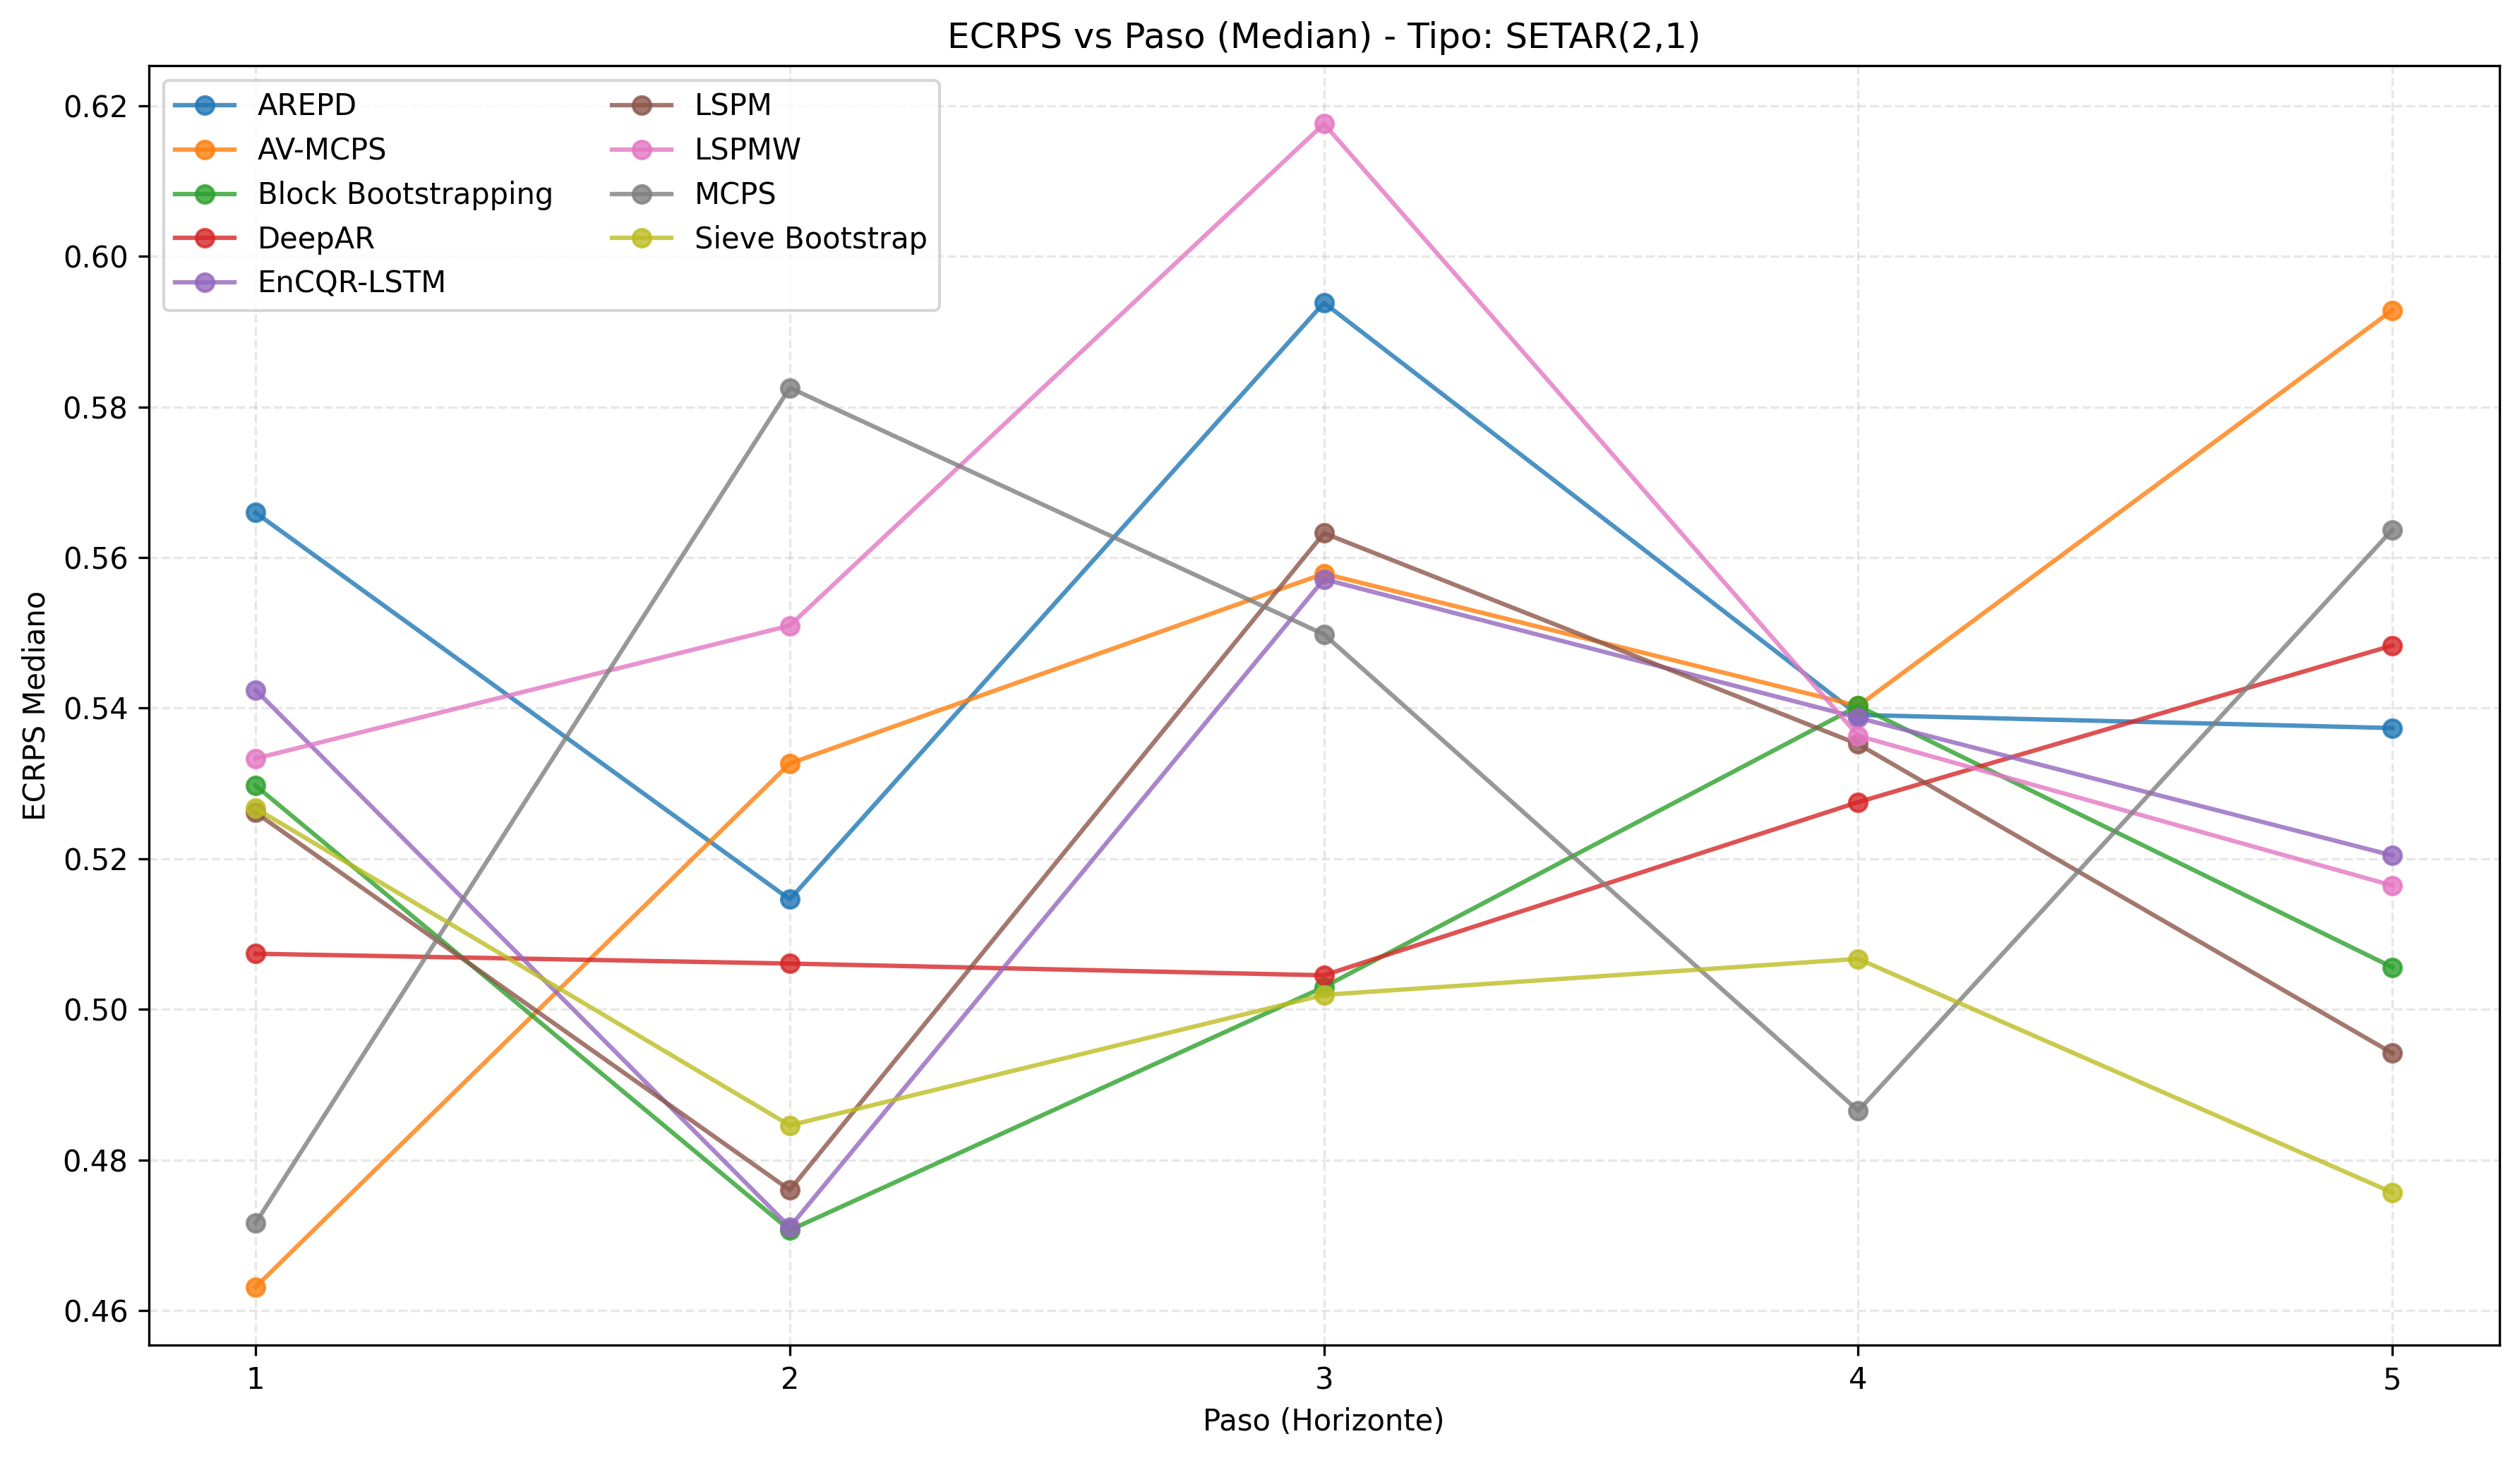 ECRPS vs Paso (Median) - Tipo: SETAR(2,1)
AREPD
AV-MCPS
Block Bootstrapping
DeepAR
EnCQR-LSTM
LSPM
LSPMW
MCPS
Sieve Bootstrap
ECRPS Mediano
0.62
0.60
0.58
0.56
0.54
0.52
0.50
0.48
0.46
1 2 3 4 5
Paso (Horizonte)